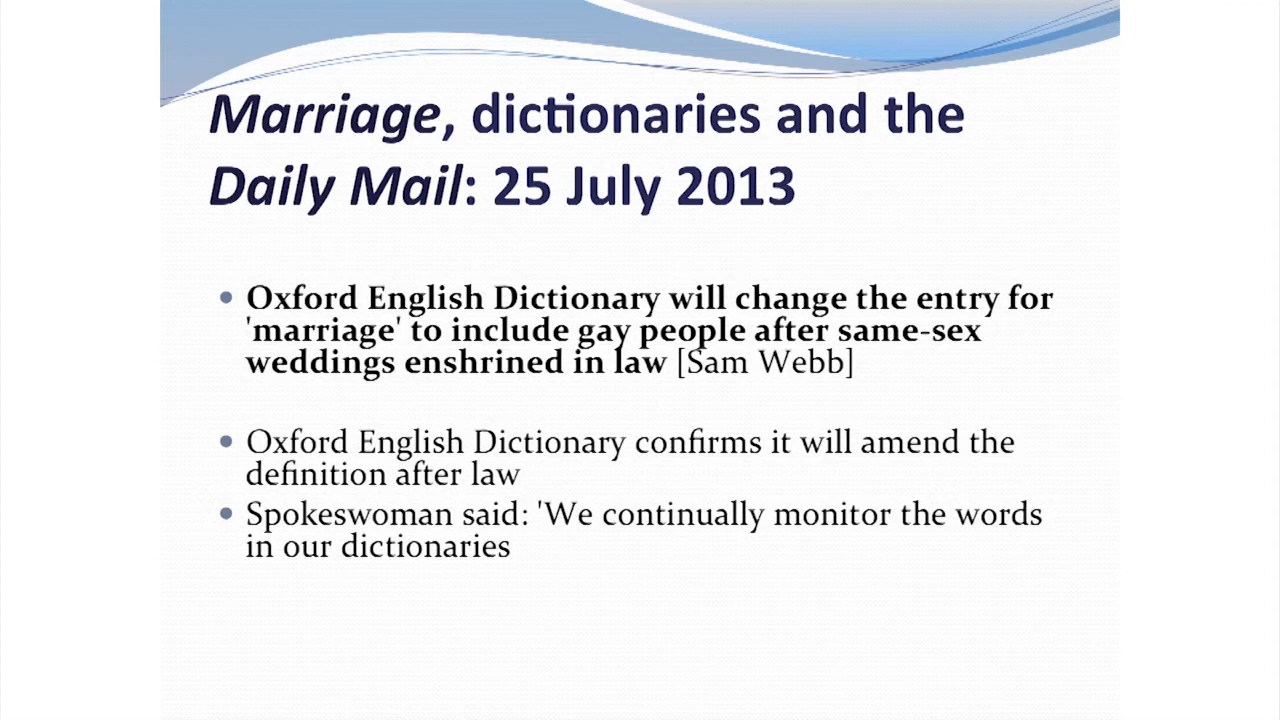 Marriage, dictionaries and the
Daily Mail: 25 July 2013
• Oxford English Dictionary will change the entry for
'marriage' to include gay people after same-sex
weddings enshrined in law [Sam Webb]
• Oxford English Dictionary confirms it will amend the
definition after law
• Spokeswoman said: 'We continually monitor the words
in our dictionaries